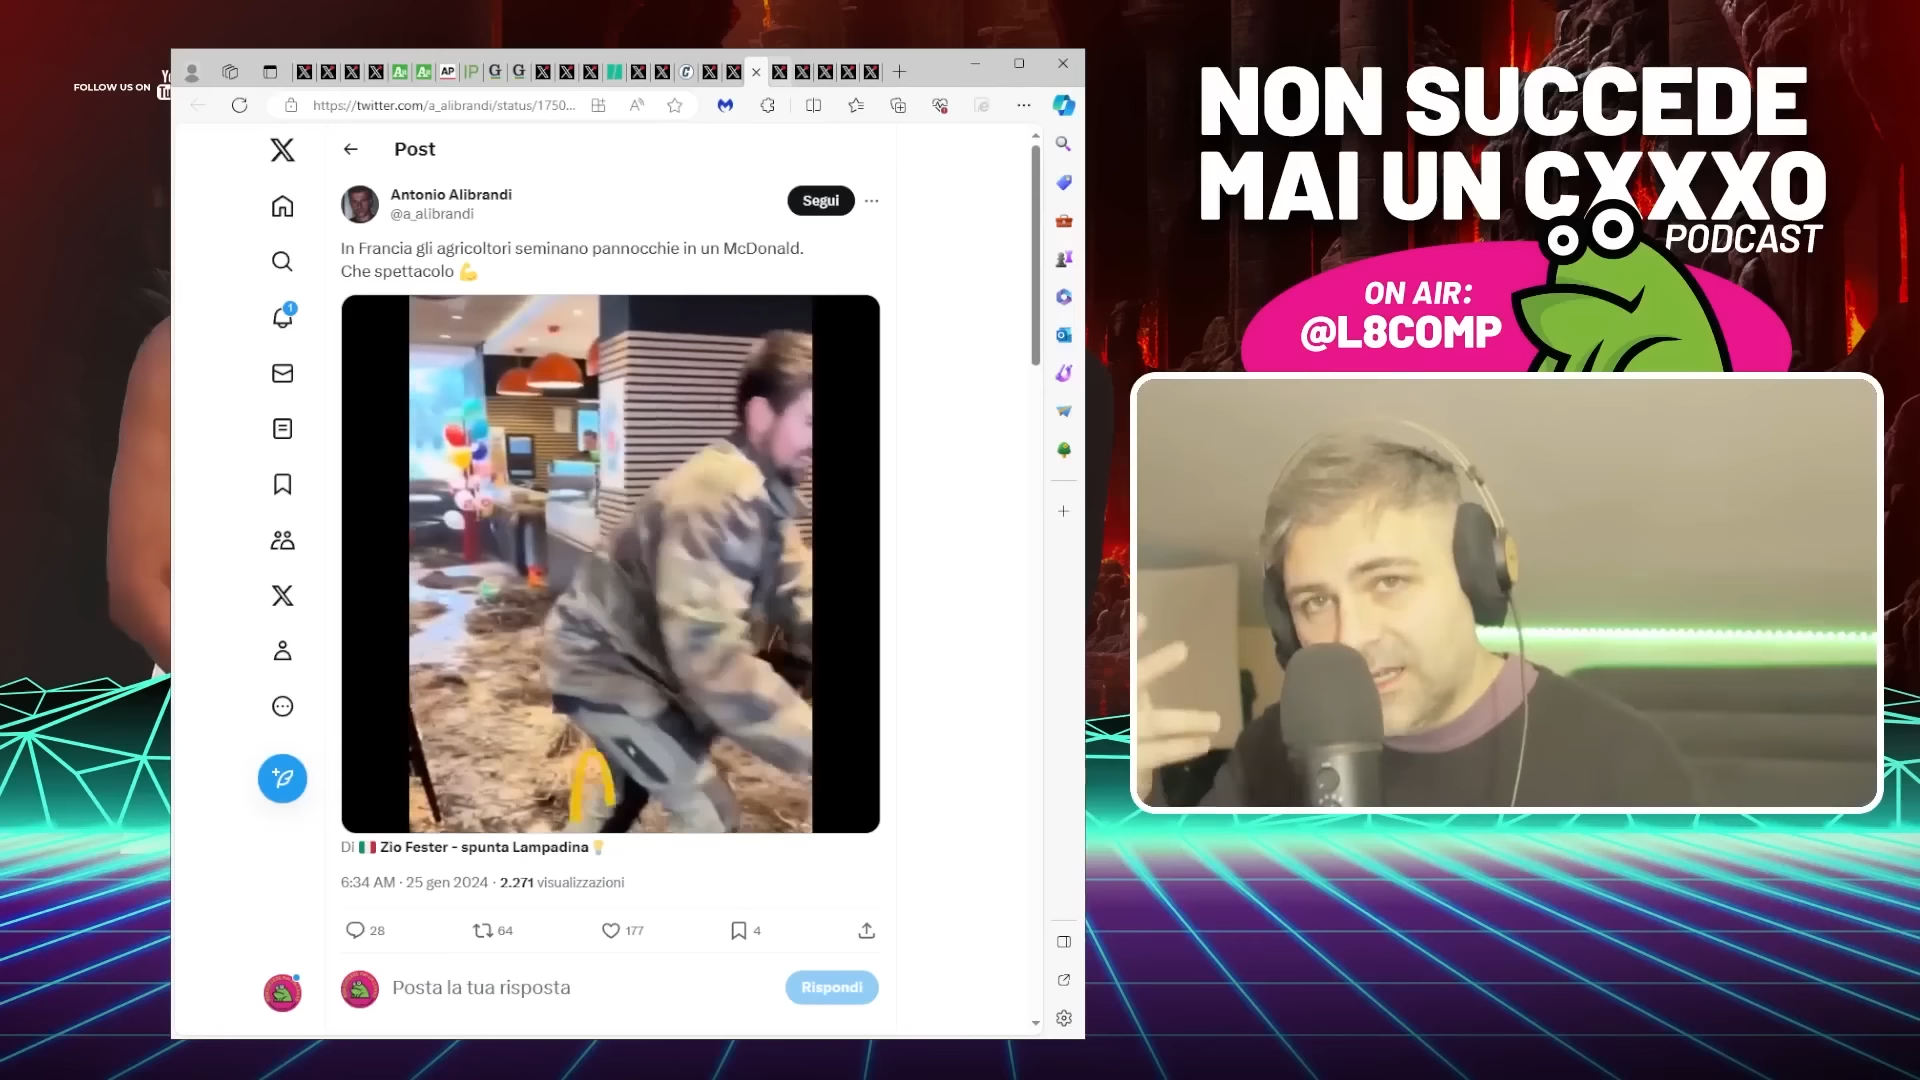 FOLLOW US ON
https://twitter.com/a_alibrandi/status/1750...
Post
Antonio Alibrandi
@a_alibrandi
Segui
In Francia gli agricoltori seminano pannocchie in un McDonald.
Che spettacolo
Di Zio Fester - spunta Lampadina
6:34 AM · 25 gen 2024 · 2.271 visualizzazioni
28
64
177
4
Posta la tua risposta
Rispondi
1
NON SUCCEDE
MAI UN CXXXO
PODCAST
ON AIR:
@L8COMP